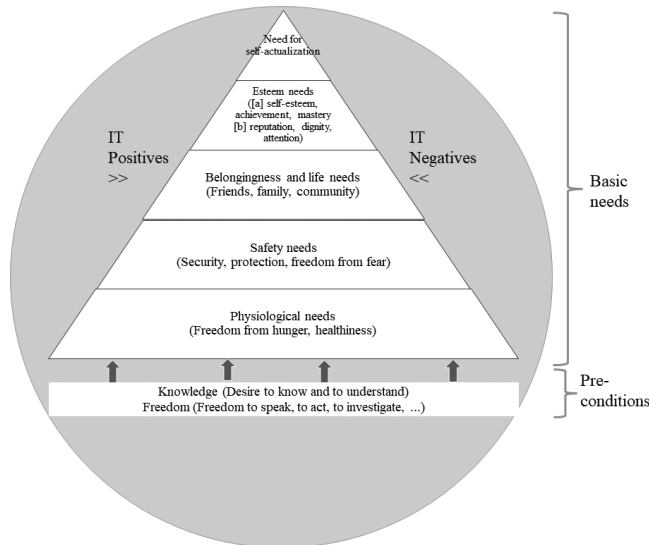 Need for
self-actualization
Esteem needs
([a] self-esteem,
achievement, mastery
[b] reputation, dignity,
attention)
IT
Positives
>>
IT
Negatives
<<
Belongingness and life needs
(Friends, family, community)
Basic
needs
Safety needs
(Security, protection, freedom from fear)
Physiological needs
(Freedom from hunger, healthiness)
Knowledge (Desire to know and to understand)
Freedom (Freedom to speak, to act, to investigate, ...)
Pre-
conditions